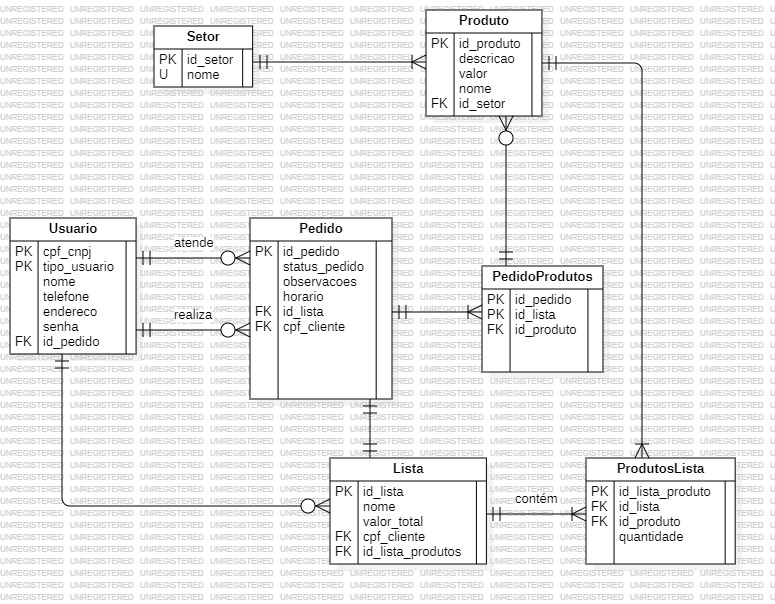 Setor
PK id_setor
U nome
Produto
PK id_produto
descricao
valor
nome
FK id_setor
Usuario
PK cpf_cnpj
PK tipo_usuario
nome
telefone
endereco
senha
FK id_pedido
atende
realiza
Pedido
PK id_pedido
status_pedido
observacoes
horario
FK id_lista
FK cpf_cliente
PedidoProdutos
PK id_pedido
PK id_lista
FK id_produto
Lista
PK id_lista
nome
valor_total
FK cpf_cliente
FK id_lista_produtos
contém
ProdutosLista
PK id_lista_produto
FK id_lista
FK id_produto
quantidade
UNREGISTERED